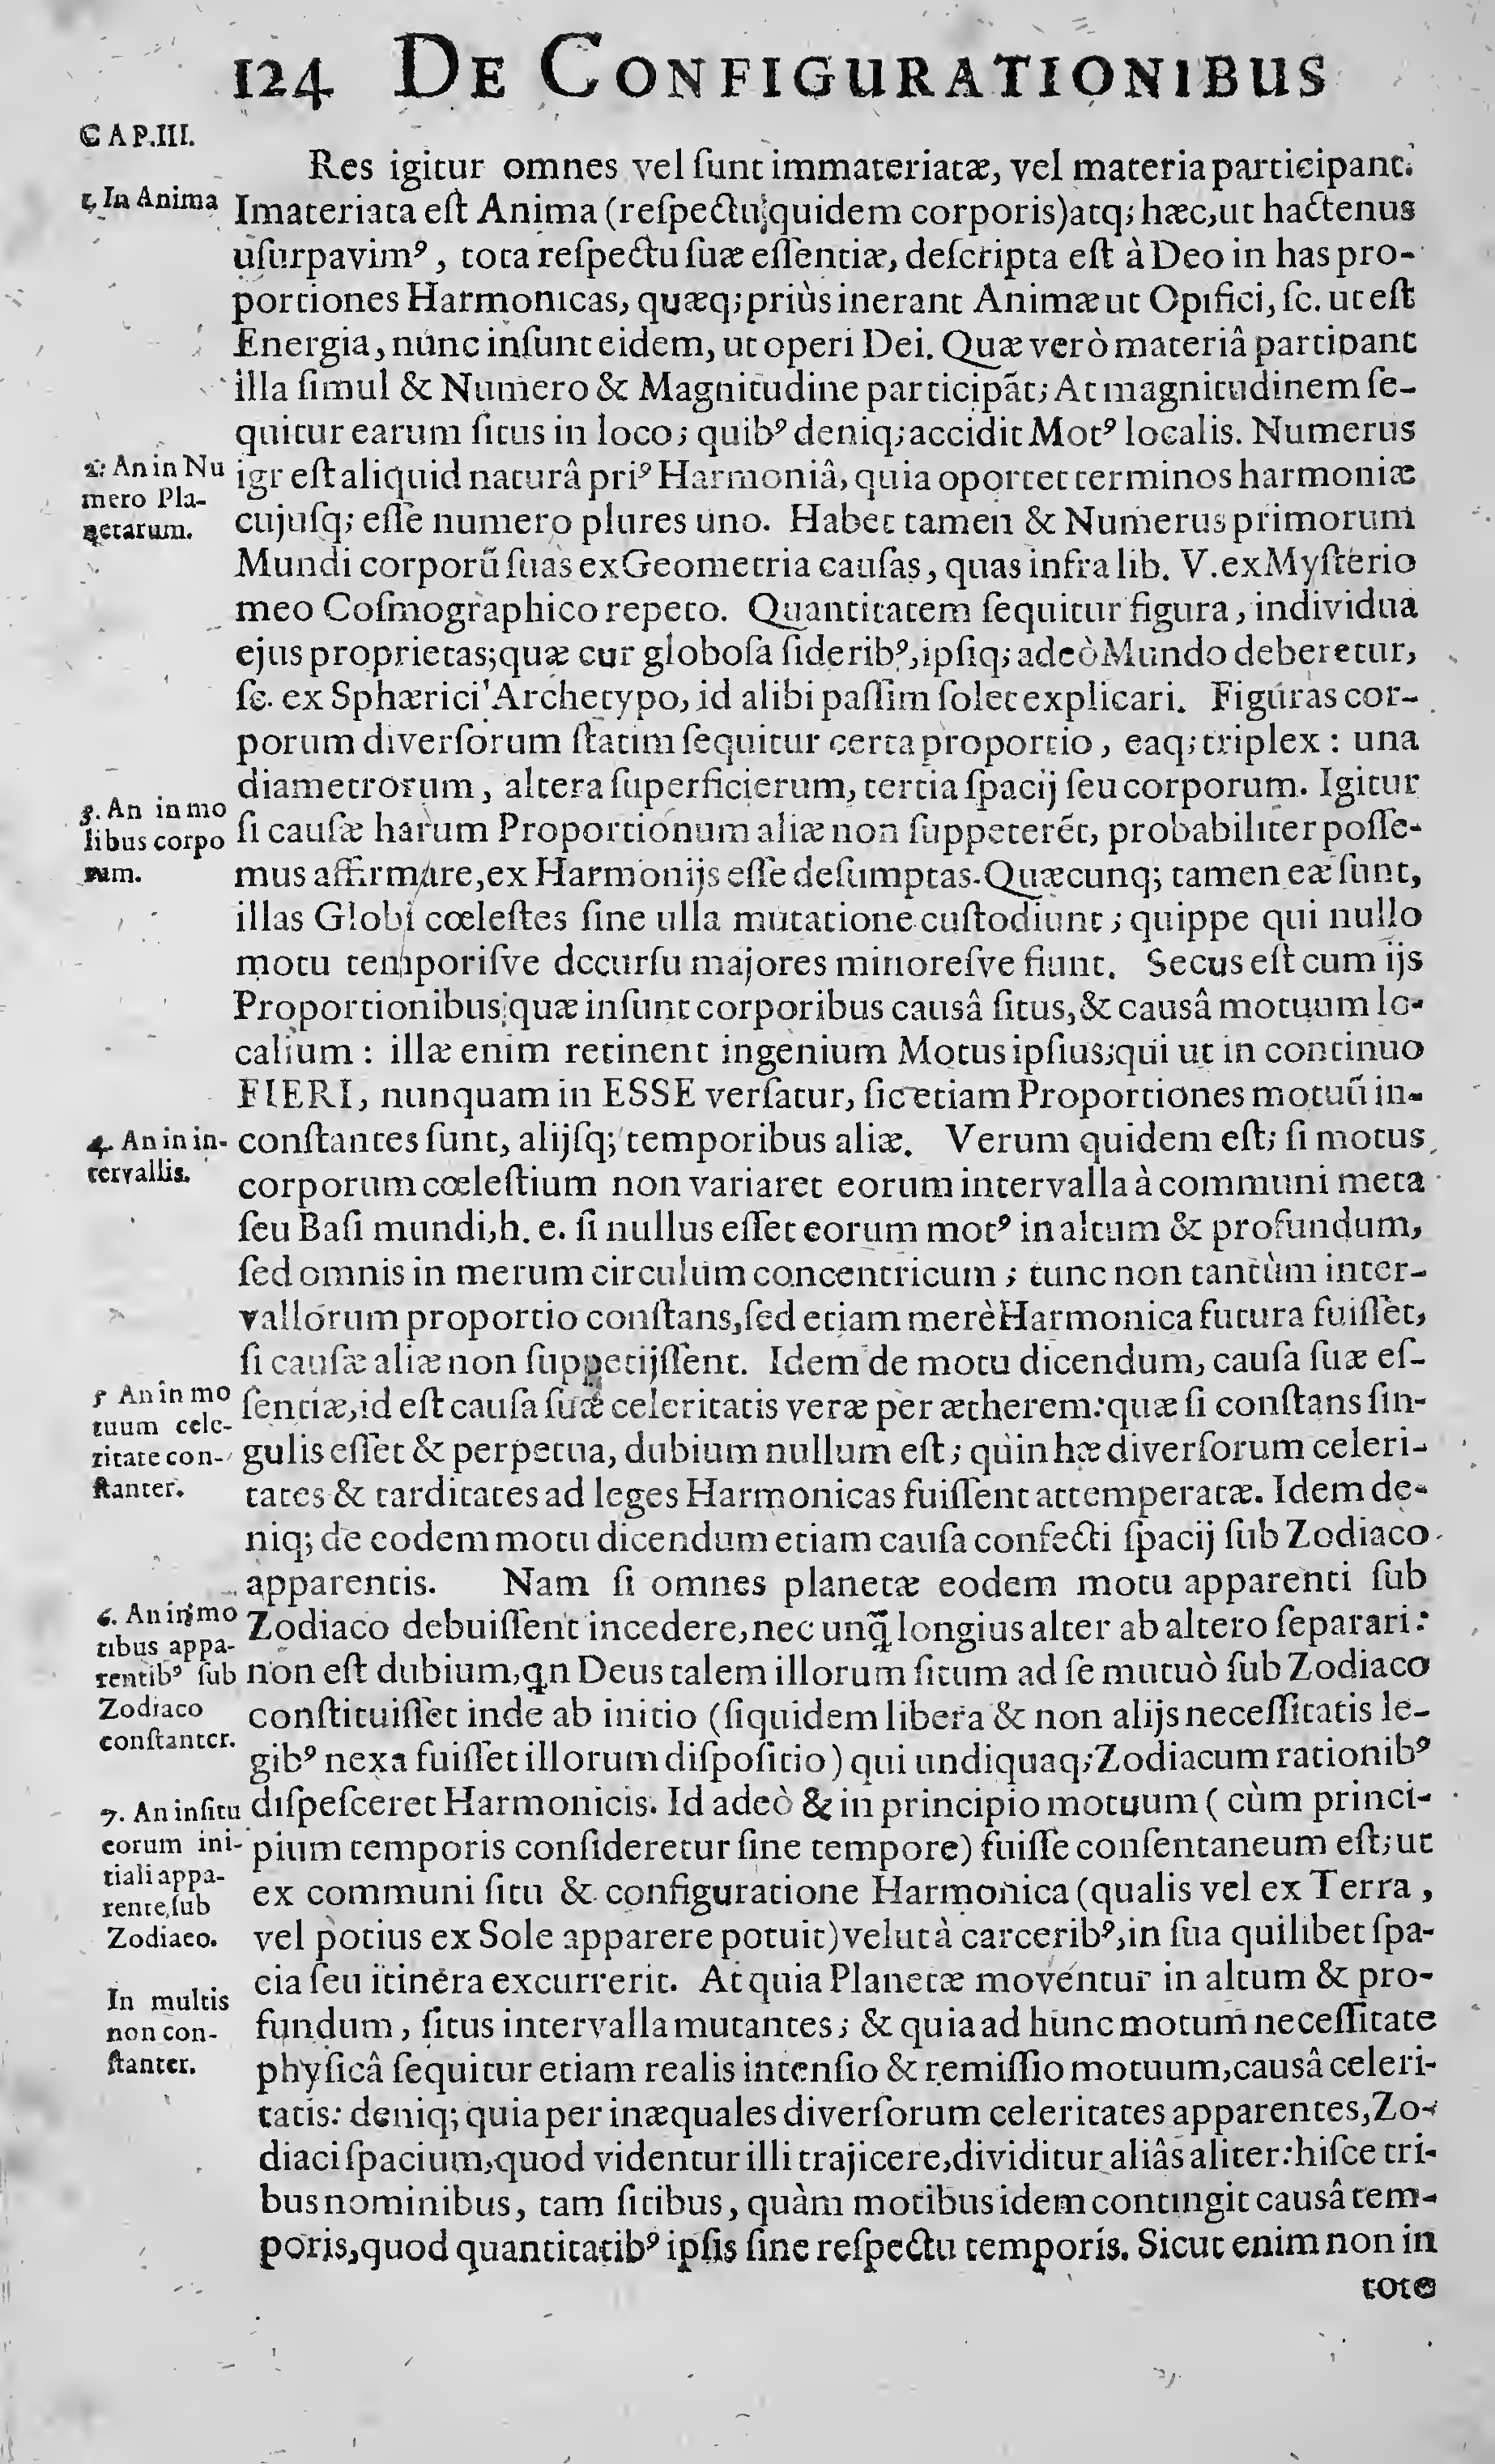 124 DE CONFIGURATIONIBUS
CAP.III.
Res igitur omnes vel ſunt immateriatæ, vel materia participant.
1. In Anima
Imateriata eſt Anima (reſpectu quidem corporis) atq; hæc, ut hactenus
uſurpavimꝰ, tota reſpectu ſuæ eſſentiæ, deſcripta eſt à Deo in has pro-
portiones Harmonicas, quæq; priùs inerant Animæ ut Opifici, ſc. ut eſt
Energia, nunc inſunt eidem, ut operi Dei. Quæ verò materiâ partipant
illa ſimul & Numero & Magnitudine participãt; At magnitudinem ſe-
quitur earum ſitus in loco; quibꝰ deniq; accidit Motꝰ localis. Numerus
2. An in Nu
mero Pla-
netarum.
igr eſt aliquid naturâ priꝰ Harmoniâ, quia oportet terminos harmoniæ
cujuſq; eſſe numero plures uno. Habet tamen & Numerus primorum
Mundi corporũ ſuas ex Geometria cauſas, quas infra lib. V. ex Myſterio
meo Coſmographico repeto. Quantitatem ſequitur figura, individua
ejus proprietas; quæ cur globoſa ſideribꝰ, ipſiq; adeò Mundo deberetur,
ſc. ex Sphærici Archetypo, id alibi paſſim ſolet explicari. Figuras cor-
porum diverſorum ſtatim ſequitur certa proportio, eaq; triplex: una
diametrorum, altera ſuperficierum, tertia ſpacij ſeu corporum. Igitur
3. An in mo
libus corpo
rum.
ſi cauſæ harum Proportionum aliæ non ſuppeterẽt, probabiliter poſſe-
mus affirmare, ex Harmonijs eſſe deſumptas. Quæcunq; tamen eæ ſunt,
illas Globi cœleſtes ſine ulla mutatione cuſtodiunt; quippe qui nullo
motu temporiſve decurſu majores minoreſve fiunt. Secus eſt cum ijs
Proportionibus quæ inſunt corporibus causâ ſitus, & causâ motuum lo-
calium: illæ enim retinent ingenium Motus ipſius; qui ut in continuo
FIERI, nunquam in ESSE verſatur, ſic etiam Proportiones motuũ in-
4. An in in-
tervallis.
conſtantes ſunt, alijſq; temporibus aliæ. Verum quidem eſt; ſi motus
corporum cœleſtium non variaret eorum intervalla à communi meta
ſeu Baſi mundi, h. e. ſi nullus eſſet eorum motꝰ in altum & profundum,
ſed omnis in merum circulum concentricum; tunc non tantùm inter-
vallorum proportio conſtans, ſed etiam merè Harmonica futura fuiſſet,
ſi cauſæ aliæ non ſuppetijſſent. Idem de motu dicendum, cauſa ſuæ eſ-
5 An in mo
tuum cele-
ritate con-
ſtanter.
ſentiæ, id eſt cauſa ſuæ celeritatis veræ per ætherem: quæ ſi conſtans ſin-
gulis eſſet & perpetua, dubium nullum eſt; quin hæ diverſorum celeri-
tates & tarditates ad leges Harmonicas fuiſſent attemperatæ. Idem de-
niq; de eodem motu dicendum etiam cauſa confecti ſpacij ſub Zodiaco
apparentis. Nam ſi omnes planetæ eodem motu apparenti ſub
6. An in mo
tibus appa-
rentibꝰ ſub
Zodiaco
conſtanter.
Zodiaco debuiſſent incedere, nec unq̃ longius alter ab altero ſeparari:
non eſt dubium, qn Deus talem illorum ſitum ad ſe mutuò ſub Zodiaco
conſtituiſſet inde ab initio (ſiquidem libera & non alijs neceſſitatis le-
gibꝰ nexa fuiſſet illorum diſpoſitio) qui undiquaq; Zodiacum rationibꝰ
7. An in ſitu
eorum ini-
tiali appa-
rente, ſub
Zodiaco.
diſpeſceret Harmonicis. Id adeò & in principio motuum (cùm princi-
pium temporis conſideretur ſine tempore) fuiſſe conſentaneum eſt; ut
ex communi ſitu & configuratione Harmonica (qualis vel ex Terra,
vel potius ex Sole apparere potuit) velut à carceribꝰ, in ſua quilibet ſpa-
cia ſeu itinera excurrerit. At quia Planetæ moventur in altum & pro-
In multis
non con-
ſtanter.
fundum, ſitus intervalla mutantes; & quia ad hunc motum neceſſitate
phyſicâ ſequitur etiam realis intenſio & remiſſio motuum, causâ celeri-
tatis: deniq; quia per inæquales diverſorum celeritates apparentes, Zo-
diaci ſpacium, quod videntur illi trajicere, dividitur aliâs aliter: hiſce tri-
bus nominibus, tam ſitibus, quàm motibus idem contingit causâ tem-
poris, quod quantitatibꝰ ipſis ſine reſpectu temporis. Sicut enim non in
toto